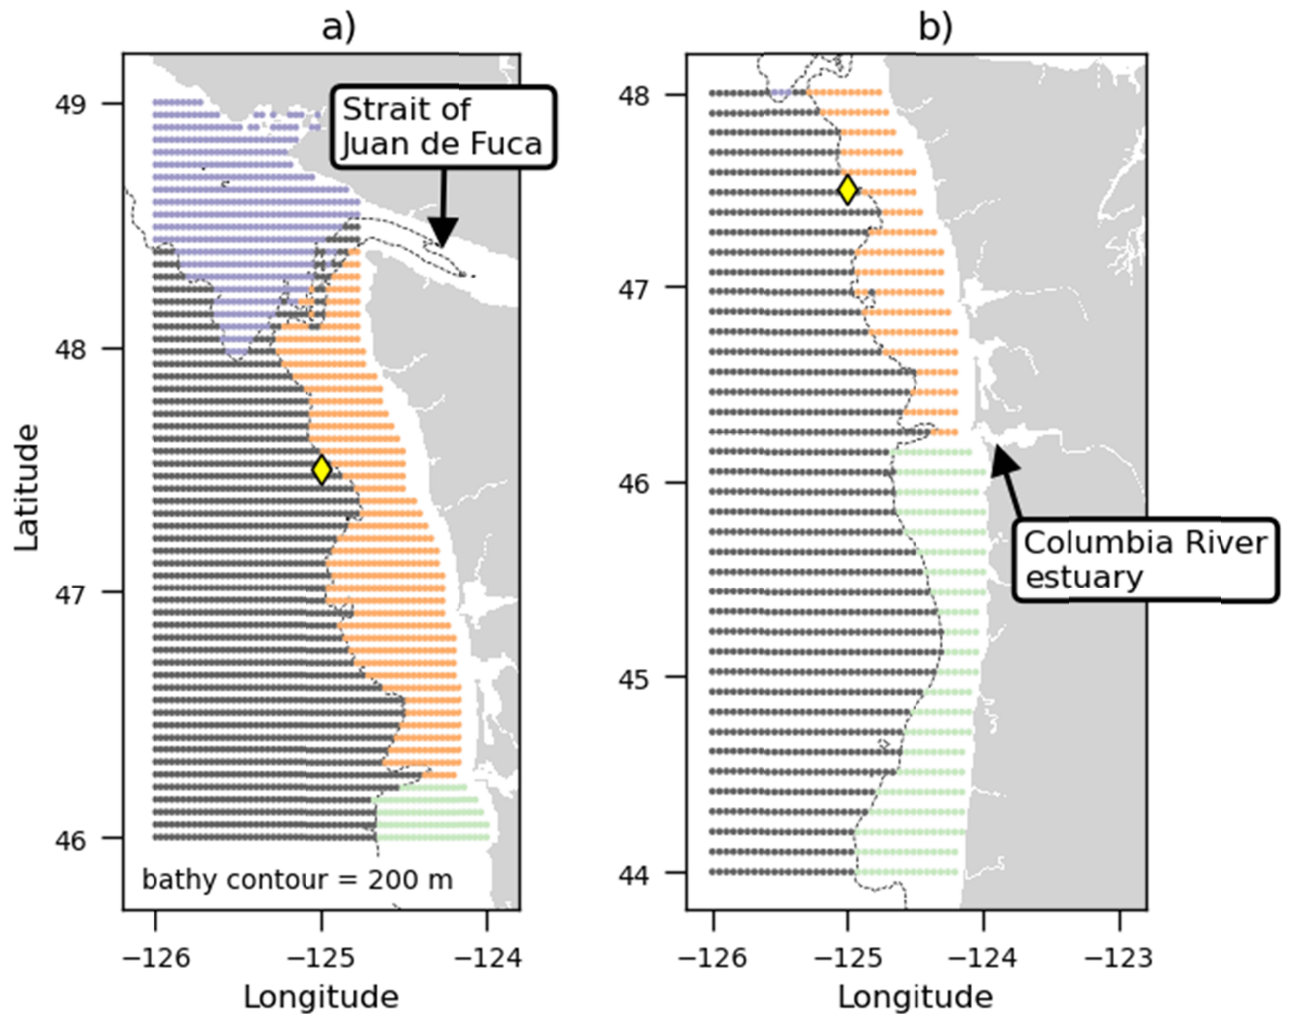 a)
b)
Strait of
Juan de Fuca
49
48
47
46
Latitude
bathy contour = 200 m
−126
−125
−124
Longitude
48
47
46
45
44
Columbia River
estuary
−126
−125
−124
−123
Longitude